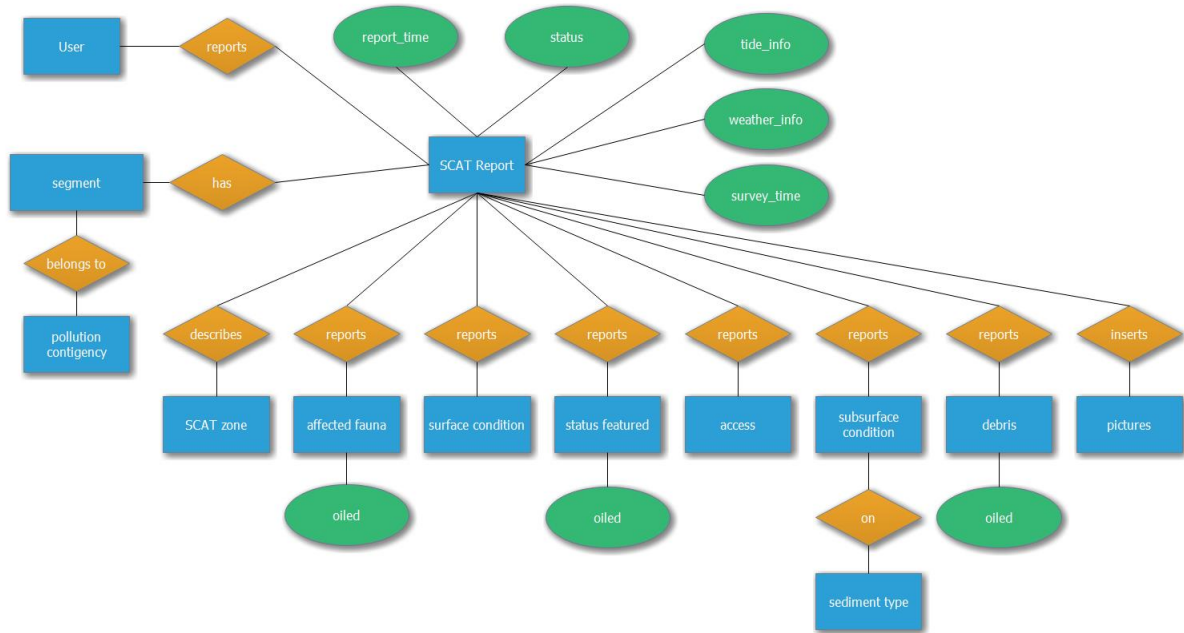 User
reports
report_time
status
tide_info
weather_info
SCAT Report
segment
has
survey_time
belongs to
pollution
contigency
describes
reports
reports
reports
reports
reports
reports
inserts
SCAT zone
affected fauna
surface condition
status featured
access
subsurface
condition
debris
pictures
oiled
oiled
on
oiled
sediment type